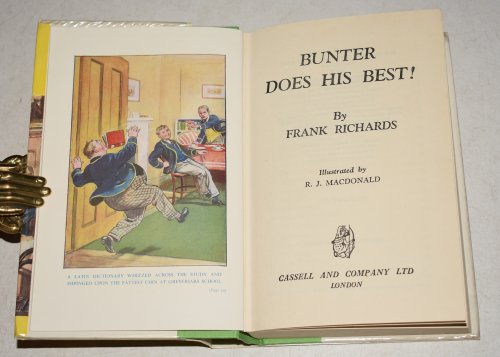 A LATIN DICTIONARY WHIZZED ACROSS THE STUDY AND
IMPINGED UPON THE FATTEST CHIN AT GREYFRIARS SCHOOL
BUNTER
DOES HIS BEST!
By
FRANK RICHARDS
Illustrated by
R. J. MACDONALD
CASSELL AND COMPANY LTD
LONDON